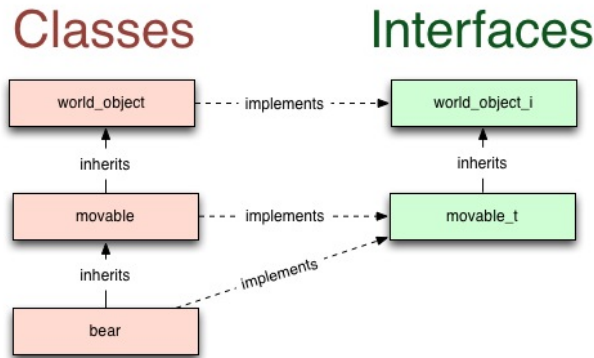 Classes Interfaces
world_object implements world_object_i
inherits inherits
movable implements movable_t
inherits implements
bear